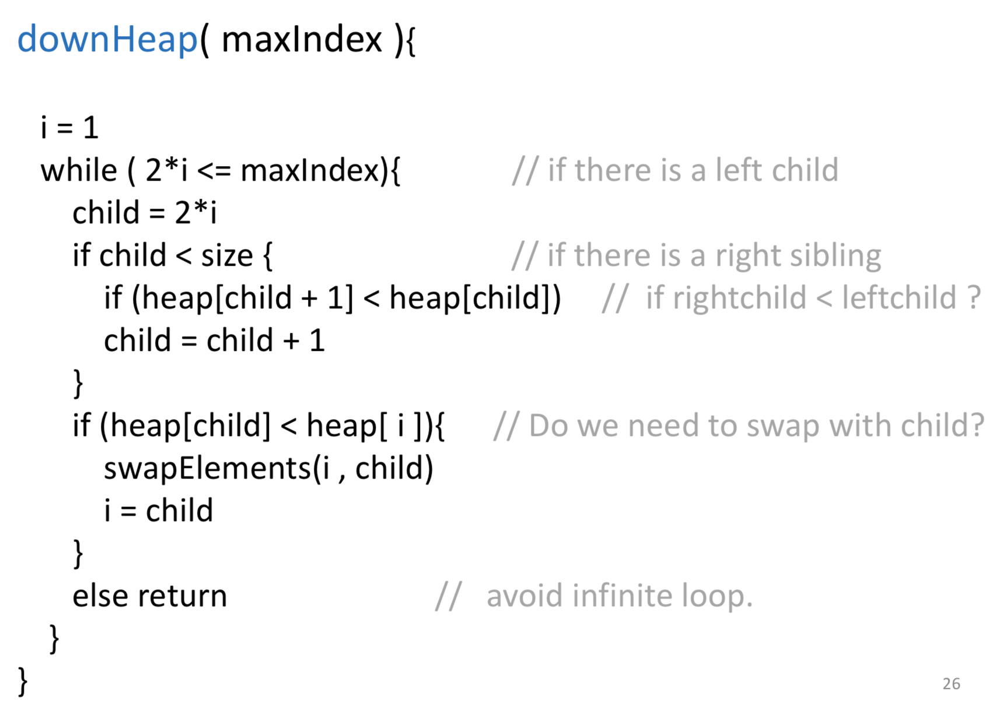 downHeap( maxIndex ){
i = 1
while ( 2*i <= maxIndex){ // if there is a left child
child = 2*i
if child < size { // if there is a right sibling
if (heap[child + 1] < heap[child]) // if rightchild < leftchild ?
child = child + 1
}
if (heap[child] < heap[ i ]){ // Do we need to swap with child?
swapElements(i , child)
i = child
}
else return // avoid infinite loop.
}
}
26